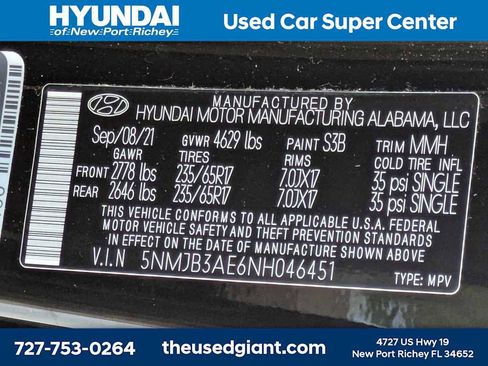 HYUNDAI
of New Port Richey
Used Car Super Center
MANUFACTURED BY
HYUNDAI MOTOR MANUFACTURING ALABAMA, LLC
Sep/08/21 GVWR 4629 lbs PAINT S3B TRIM MMH
GAWR TIRES RIMS COLD TIRE INFL
FRONT 2778 lbs 235/65R17 7.0JX17 35 psi SINGLE
REAR 2646 lbs 235/65R17 7.0JX17 35 psi SINGLE
THIS VEHICLE CONFORMS TO ALL APPLICABLE U.S.A. FEDERAL
MOTOR VEHICLE SAFETY AND THEFT PREVENTION STANDARDS
IN EFFECT ON THE DATE OF MANUFACTURE SHOWN ABOVE.
V.I.N 5NMJB3AE6NH046451 TYPE: MPV
727-753-0264
theusedgiant.com
4727 US Hwy 19
New Port Richey FL 34652